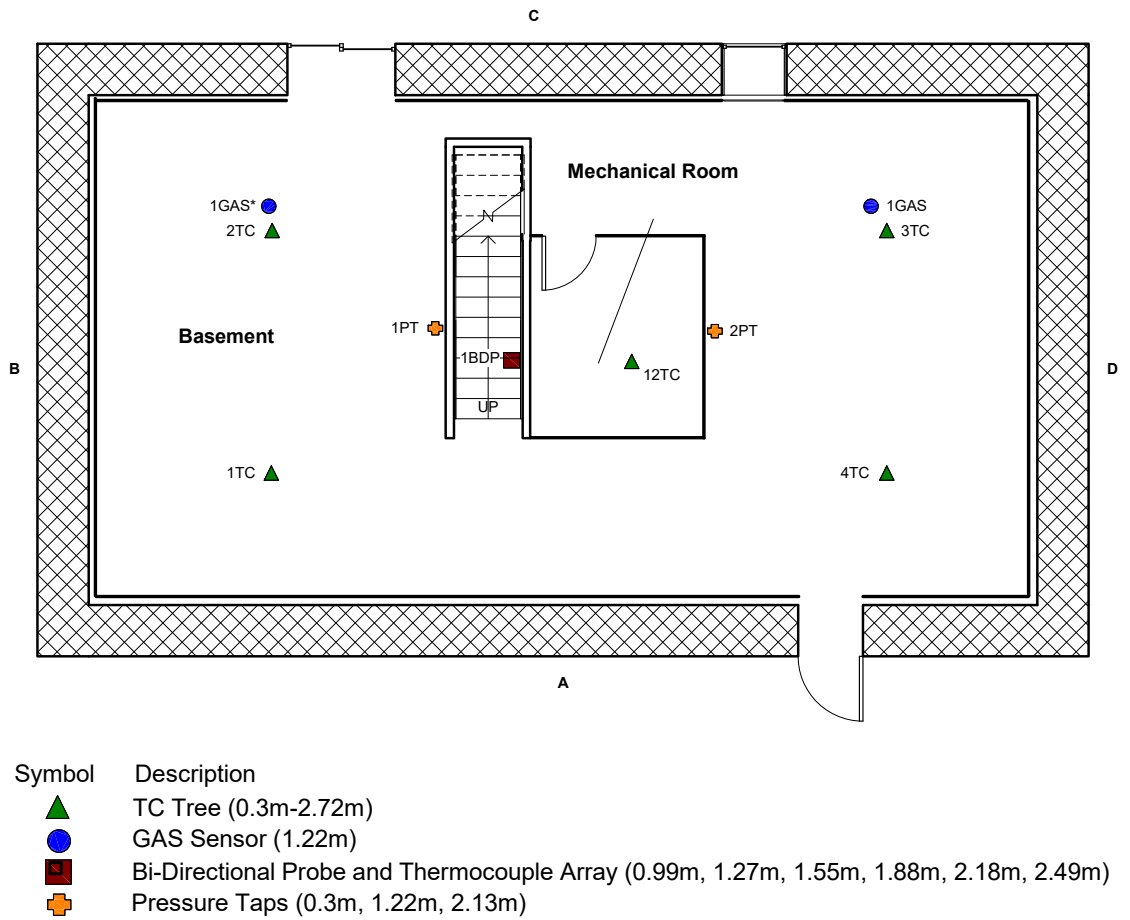 C
Mechanical Room
1GAS*
1GAS
2TC
3TC
N
1PT
2PT
Basement
1BDP
B
D
12TC
UP
1TC
4TC
A
Symbol Description
TC Tree (0.3m-2.72m)
GAS Sensor (1.22m)
Bi-Directional Probe and Thermocouple Array (0.99m, 1.27m, 1.55m, 1.88m, 2.18m, 2.49m)
Pressure Taps (0.3m, 1.22m, 2.13m)